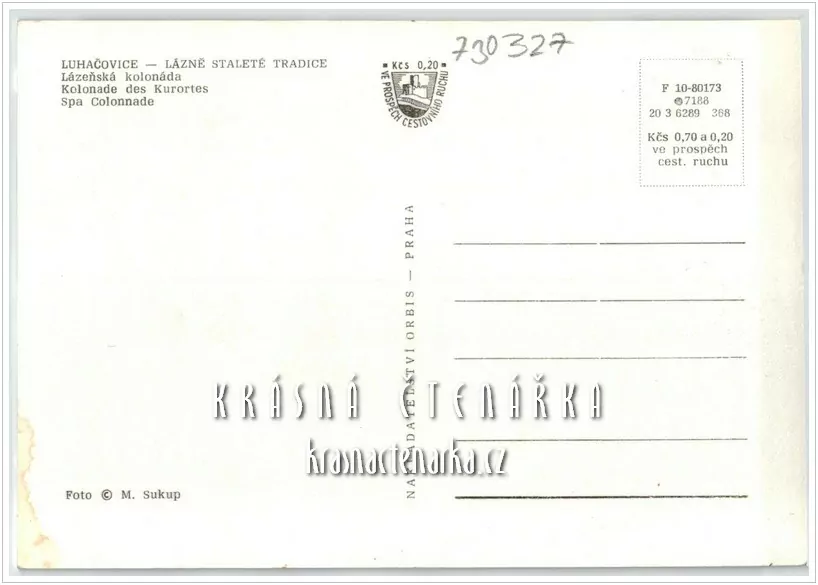 LUHAČOVICE — LÁZNĚ STALETÉ TRADICE
Lázeňská kolonáda
Kolonade des Kurortes
Spa Colonnade
Kčs 0,20
VE PROSPĚCH CESTOVNÍHO RUCHU
730327
F 10-80173
7188
20 3 6289 368
Kčs 0,70 a 0,20
ve prospěch
cest. ruchu
NAKLADATELSTVÍ ORBIS — PRAHA
KRÁSNÁ ČTENÁŘKA
krasnactenarka.cz
Foto © M. Sukup